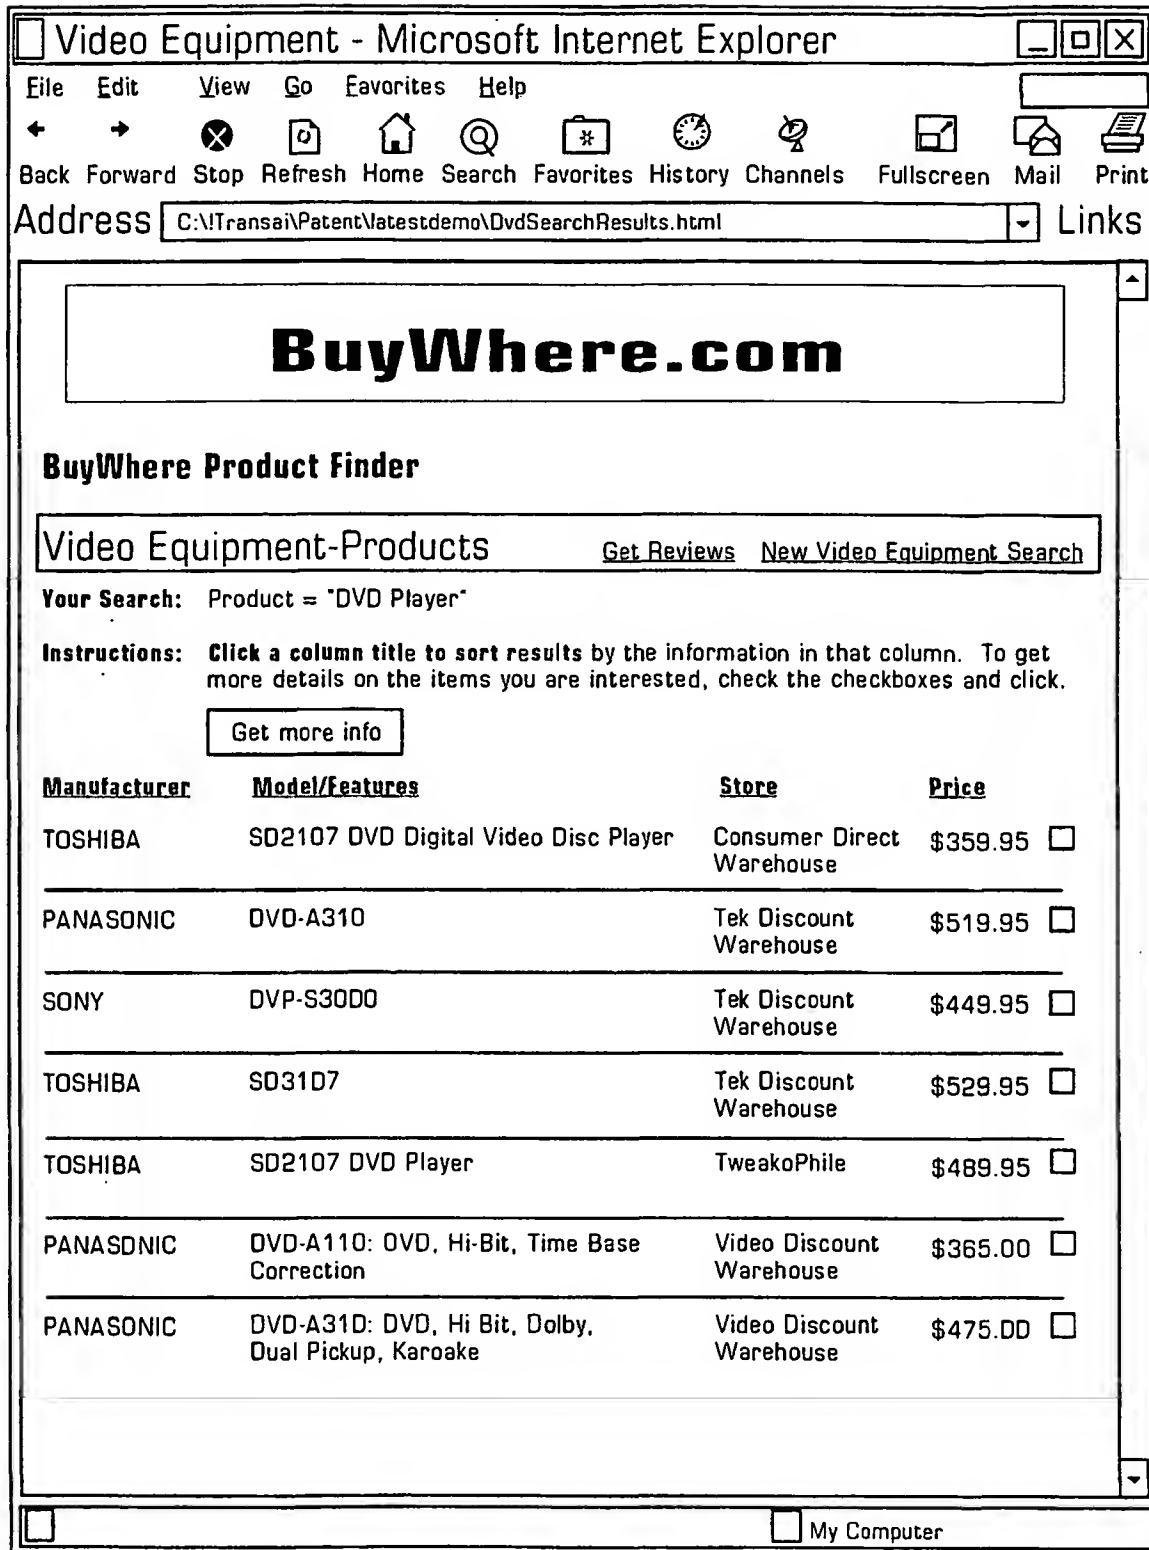 Video Equipment - Microsoft Internet Explorer
File Edit View Go Favorites Help
Back Forward Stop Refresh Home Search Favorites History Channels Fullscreen Mail Print
Address C:\!Transai\Patent\latestdemo\DvdSearchResults.html Links
BuyWhere.com
BuyWhere Product Finder
Video Equipment-Products Get Reviews New Video Equipment Search
Your Search: Product = "DVD Player"
Instructions: Click a column title to sort results by the information in that column. To get
more details on the items you are interested, check the checkboxes and click.
Get more info
Manufacturer Model/Features Store Price
TOSHIBA SD2107 DVD Digital Video Disc Player Consumer Direct $359.95
Warehouse
PANASONIC DVD-A310 Tek Discount $519.95
Warehouse
SONY DVP-S30D0 Tek Discount $449.95
Warehouse
TOSHIBA SD31D7 Tek Discount $529.95
Warehouse
TOSHIBA SD2107 DVD Player TweakoPhile $489.95
PANASDNIC DVD-A110: OVD, Hi-Bit, Time Base Video Discount $365.00
Correction Warehouse
PANASONIC DVD-A31D: DVD, Hi Bit, Dolby, Video Discount $475.DD
Dual Pickup, Karoake Warehouse
My Computer